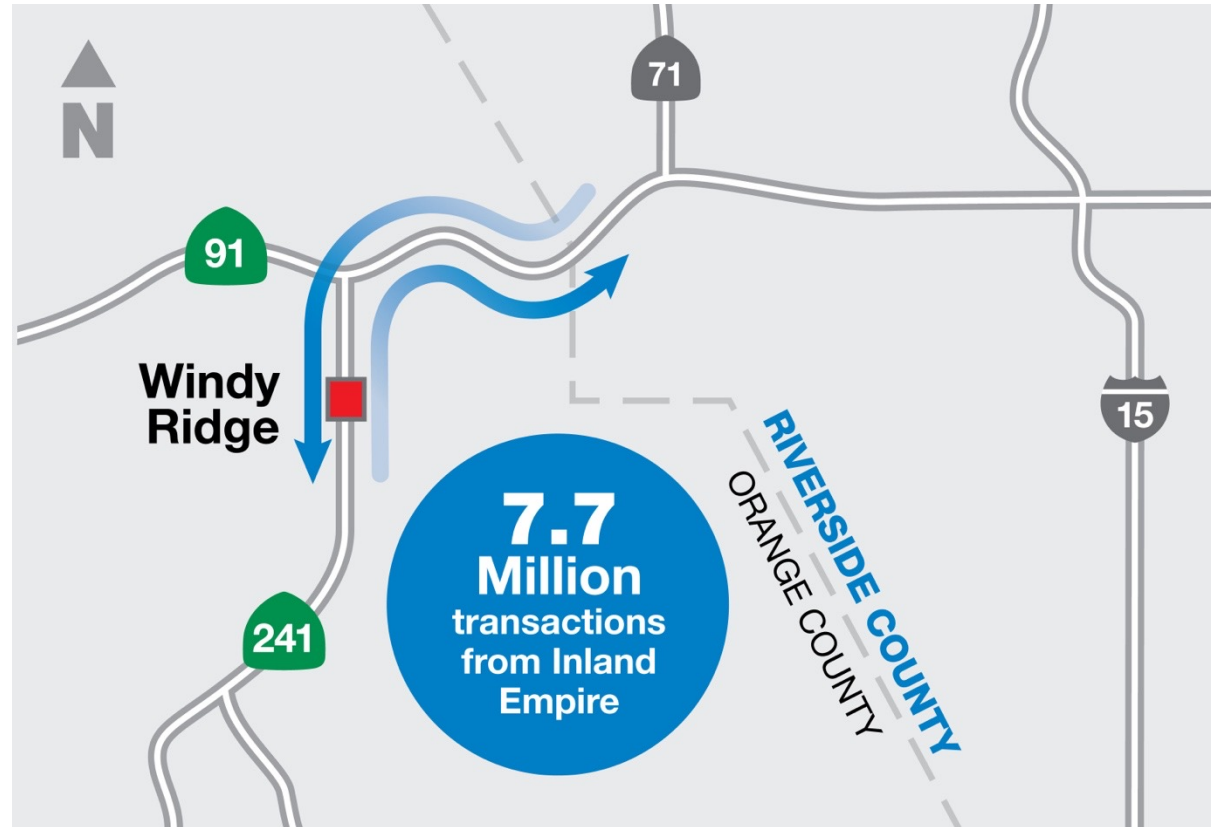 N
71
91
Windy
Ridge
15
RIVERSIDE COUNTY
ORANGE COUNTY
7.7
Million
transactions
from Inland
Empire
241